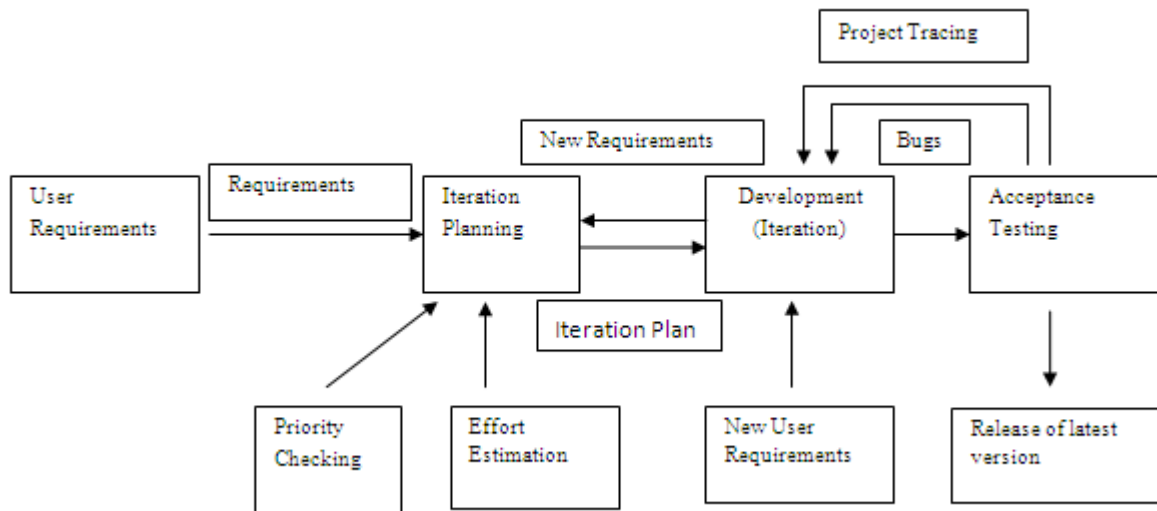 Project Tracing
New Requirements
Bugs
Requirements
User
Requirements
Iteration
Planning
Development
(Iteration)
Acceptance
Testing
Iteration Plan
Priority
Checking
Effort
Estimation
New User
Requirements
Release of latest
version